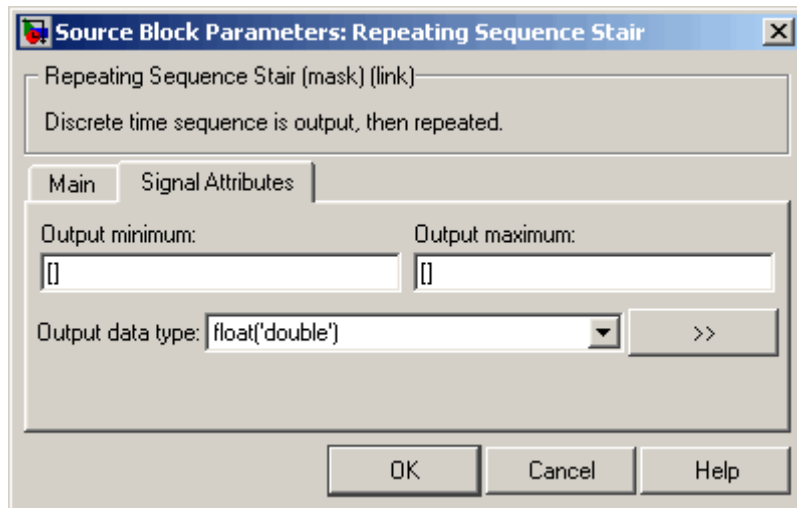 Source Block Parameters: Repeating Sequence Stair
Repeating Sequence Stair (mask) (link)
Discrete time sequence is output, then repeated.
Main Signal Attributes
Output minimum: Output maximum:
[] []
Output data type: float('double') >>
OK Cancel Help